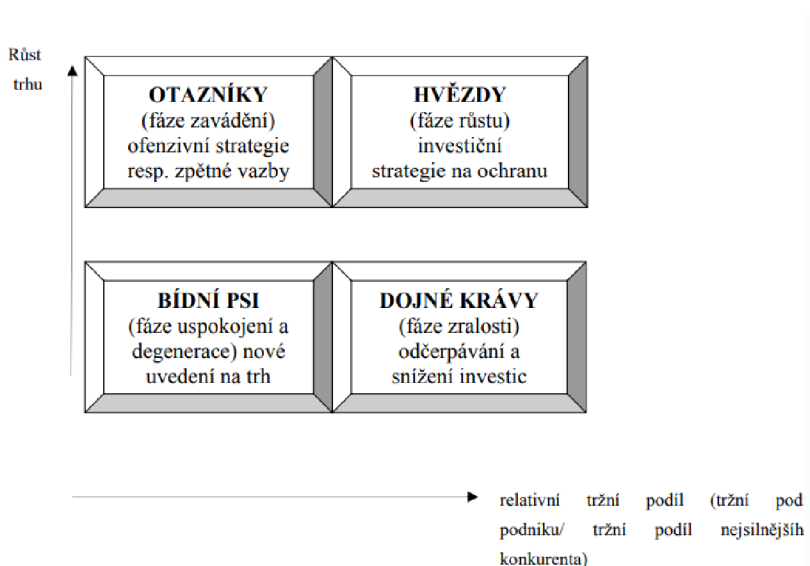 Růst
trhu
OTAZNÍKY
(fáze zavádění)
ofenzivní strategie
resp. zpětné vazby
HVĚZDY
(fáze růstu)
investiční
strategie na ochranu
BÍDNÍ PSI
(fáze uspokojení a
degenerace) nové
uvedení na trh
DOJNÉ KRÁVY
(fáze zralosti)
odčerpávání a
snížení investic
relativní tržní podíl (tržní pod
podniku/ tržní podíl nejsilnějších
konkurenta)